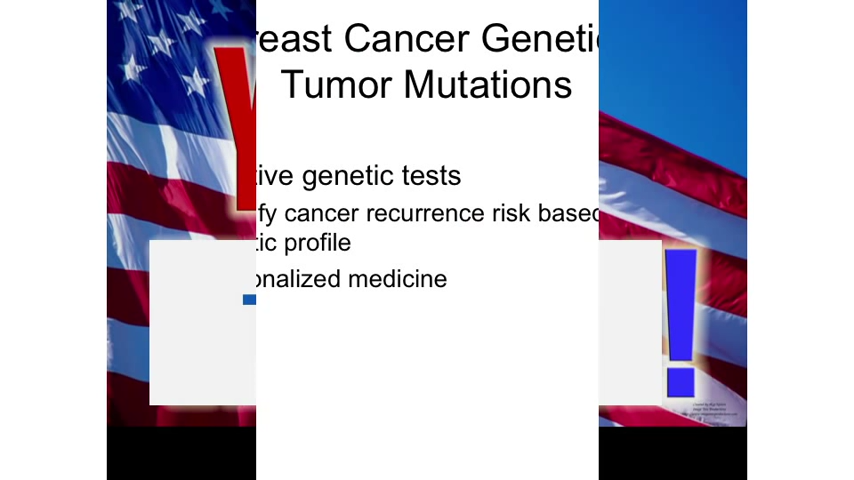 reast Cancer Geneti
Tumor Mutations
tive genetic tests
fy cancer recurrence risk based
tic profile
onalized medicine
!